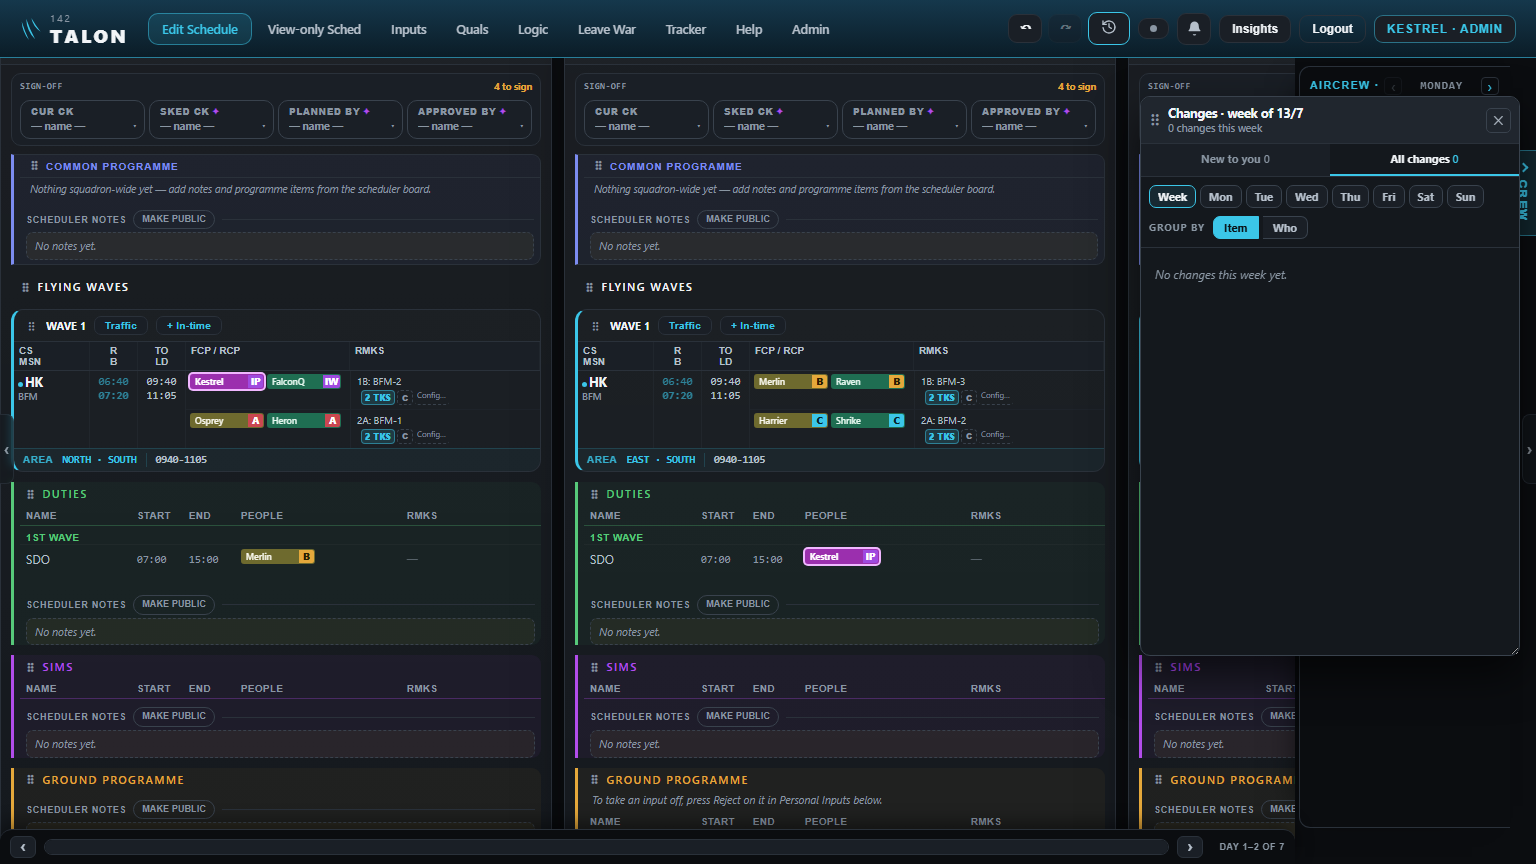 142
TALON
Edit Schedule
View-only Sched
Inputs
Quals
Logic
Leave War
Tracker
Help
Admin
Insights
Logout
KESTREL · ADMIN
SIGN-OFF
4 to sign
CUR CK
— name —
SKED CK ✦
— name —
PLANNED BY ✦
— name —
APPROVED BY ✦
— name —
COMMON PROGRAMME
Nothing squadron-wide yet — add notes and programme items from the scheduler board.
SCHEDULER NOTES
MAKE PUBLIC
No notes yet.
FLYING WAVES
WAVE 1
Traffic
+ In-time
CS
MSN
R
B
TO
LD
FCP / RCP
RMKS
HK
BFM
06:40
07:20
09:40
11:05
Kestrel IP
FalconQ IW
1B: BFM-2
2 TKS C Config...
Osprey A
Heron A
2A: BFM-1
2 TKS C Config...
AREA NORTH · SOUTH 0940-1105
DUTIES
NAME START END PEOPLE RMKS
1ST WAVE
SDO 07:00 15:00 Merlin B —
SCHEDULER NOTES
MAKE PUBLIC
No notes yet.
SIMS
NAME START END PEOPLE RMKS
SCHEDULER NOTES
MAKE PUBLIC
No notes yet.
GROUND PROGRAMME
SCHEDULER NOTES
MAKE PUBLIC
SIGN-OFF
4 to sign
CUR CK
— name —
SKED CK ✦
— name —
PLANNED BY ✦
— name —
APPROVED BY ✦
— name —
COMMON PROGRAMME
Nothing squadron-wide yet — add notes and programme items from the scheduler board.
SCHEDULER NOTES
MAKE PUBLIC
No notes yet.
FLYING WAVES
WAVE 1
Traffic
+ In-time
CS
MSN
R
B
TO
LD
FCP / RCP
RMKS
HK
BFM
06:40
07:20
09:40
11:05
Merlin B
Raven B
1B: BFM-3
2 TKS C Config...
Harrier C
Shrike C
2A: BFM-2
2 TKS C Config...
AREA EAST · SOUTH 0940-1105
DUTIES
NAME START END PEOPLE RMKS
1ST WAVE
SDO 07:00 15:00 Kestrel IP —
SCHEDULER NOTES
MAKE PUBLIC
No notes yet.
SIMS
NAME START END PEOPLE RMKS
SCHEDULER NOTES
MAKE PUBLIC
No notes yet.
GROUND PROGRAMME
To take an input off, press Reject on it in Personal Inputs below.
NAME START END PEOPLE RMKS
SIGN-OFF
AIRCREW ·
MONDAY
CREW
Changes · week of 13/7
0 changes this week
New to you 0
All changes 0
Week
Mon
Tue
Wed
Thu
Fri
Sat
Sun
GROUP BY
Item
Who
No changes this week yet.
SIMS
NAME START
SCHEDULER NOTES
MAKE
No notes yet.
GROUND PROGRAM
SCHEDULER NOTES
MAKE
DAY 1–2 OF 7